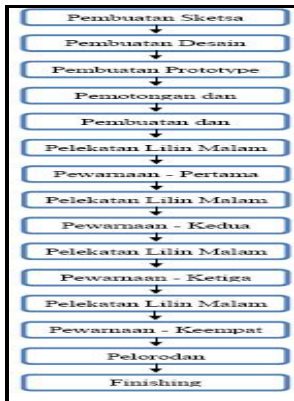 Pembuatan Sketsa
Pembuatan Desain
Pembuatan Prototype
Pemotongan dan
Pembuatan dan
Pelekatan Lilin Malam
Pewarnaan - Pertama
Pelekatan Lilin Malam
Pewarnaan - Kedua
Pelekatan Lilin Malam
Pewarnaan - Ketiga
Pelekatan Lilin Malam
Pewarnaan - Keempat
Pelorodan
Finishing